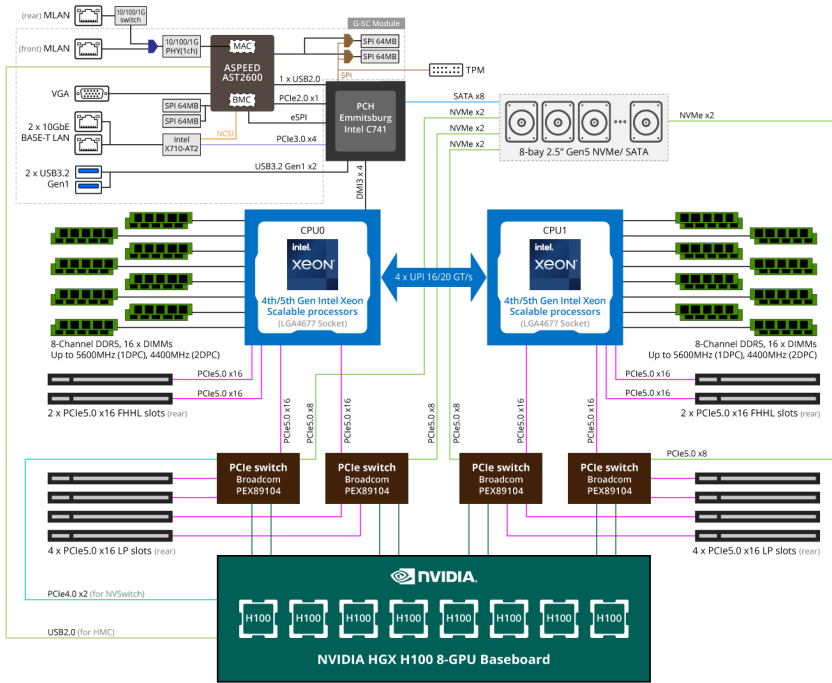 (rear) MLAN
10/100/1G
switch
(front) MLAN
10/100/1G
PHY(1ch)
MAC
ASPEED
AST2600
BMC
G-SC Module
SPI 64MB
SPI 64MB
SPI
TPM
VGA
SPI 64MB
SPI 64MB
1 x USB2.0
PCIe2.0 x1
eSPI
NCSI
2 x 10GbE
BASE-T LAN
Intel
X710-AT2
PCIe3.0 x4
PCH
Emmitsburg
Intel C741
2 x USB3.2
Gen1
USB3.2 Gen1 x2
DMI3 x 4
SATA x8
NVMe x2
NVMe x2
NVMe x2
NVMe x2
8-bay 2.5" Gen5 NVMe/ SATA
CPU0
intel.
xeon
4th/5th Gen Intel Xeon
Scalable processors
(LGA4677 Socket)
4 x UPI 16/20 GT/s
CPU1
intel.
xeon
4th/5th Gen Intel Xeon
Scalable processors
(LGA4677 Socket)
8-Channel DDR5, 16 x DIMMs
Up to 5600MHz (1DPC), 4400MHz (2DPC)
8-Channel DDR5, 16 x DIMMs
Up to 5600MHz (1DPC), 4400MHz (2DPC)
PCIe5.0 x16
PCIe5.0 x16
2 x PCIe5.0 x16 FHHL slots (rear)
PCIe5.0 x16
PCIe5.0 x16
2 x PCIe5.0 x16 FHHL slots (rear)
PCIe5.0 x16
PCIe5.0 x8
PCIe5.0 x16
PCIe5.0 x8
PCIe5.0 x8
PCIe5.0 x16
PCIe5.0 x16
PCIe5.0 x8
PCIe switch
Broadcom
PEX89104
PCIe switch
Broadcom
PEX89104
PCIe switch
Broadcom
PEX89104
PCIe switch
Broadcom
PEX89104
4 x PCIe5.0 x16 LP slots (rear)
4 x PCIe5.0 x16 LP slots (rear)
PCIe4.0 x2 (for NVSwitch)
USB2.0 (for HMC)
NVIDIA.
H100
H100
H100
H100
H100
H100
H100
H100
NVIDIA HGX H100 8-GPU Baseboard